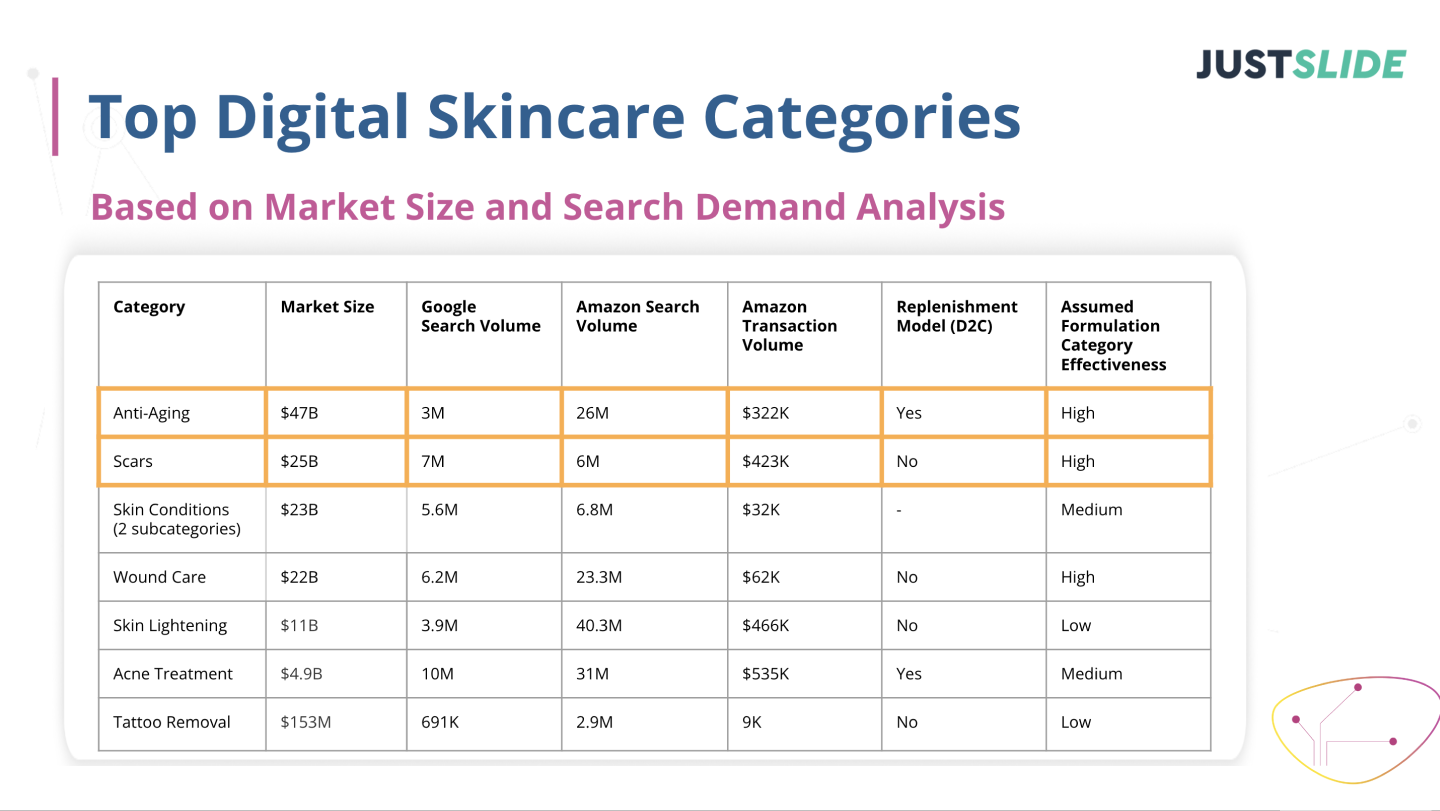 JUSTSLIDE
Top Digital Skincare Categories
Based on Market Size and Search Demand Analysis
Category Market Size Google Search Volume Amazon Search Volume Amazon Transaction Volume Replenishment Model (D2C) Assumed Formulation Category Effectiveness
Anti-Aging $47B 3M 26M $322K Yes High
Scars $25B 7M 6M $423K No High
Skin Conditions (2 subcategories) $23B 5.6M 6.8M $32K - Medium
Wound Care $22B 6.2M 23.3M $62K No High
Skin Lightening $11B 3.9M 40.3M $466K No Low
Acne Treatment $4.9B 10M 31M $535K Yes Medium
Tattoo Removal $153M 691K 2.9M 9K No Low